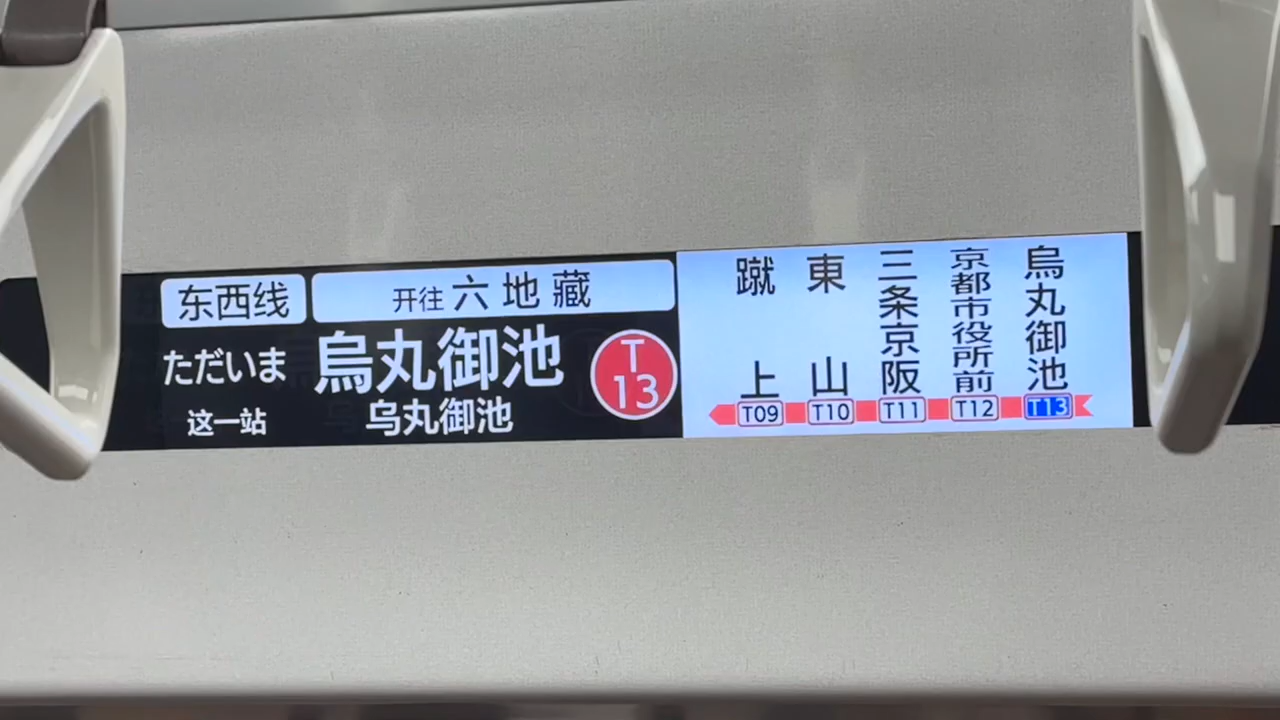 东西线
开往 六地藏
ただいま
烏丸御池
T
13
这一站
乌丸御池
蹴上
東山
三条京阪
京都市役所前
烏丸御池
T09
T10
T11
T12
T13